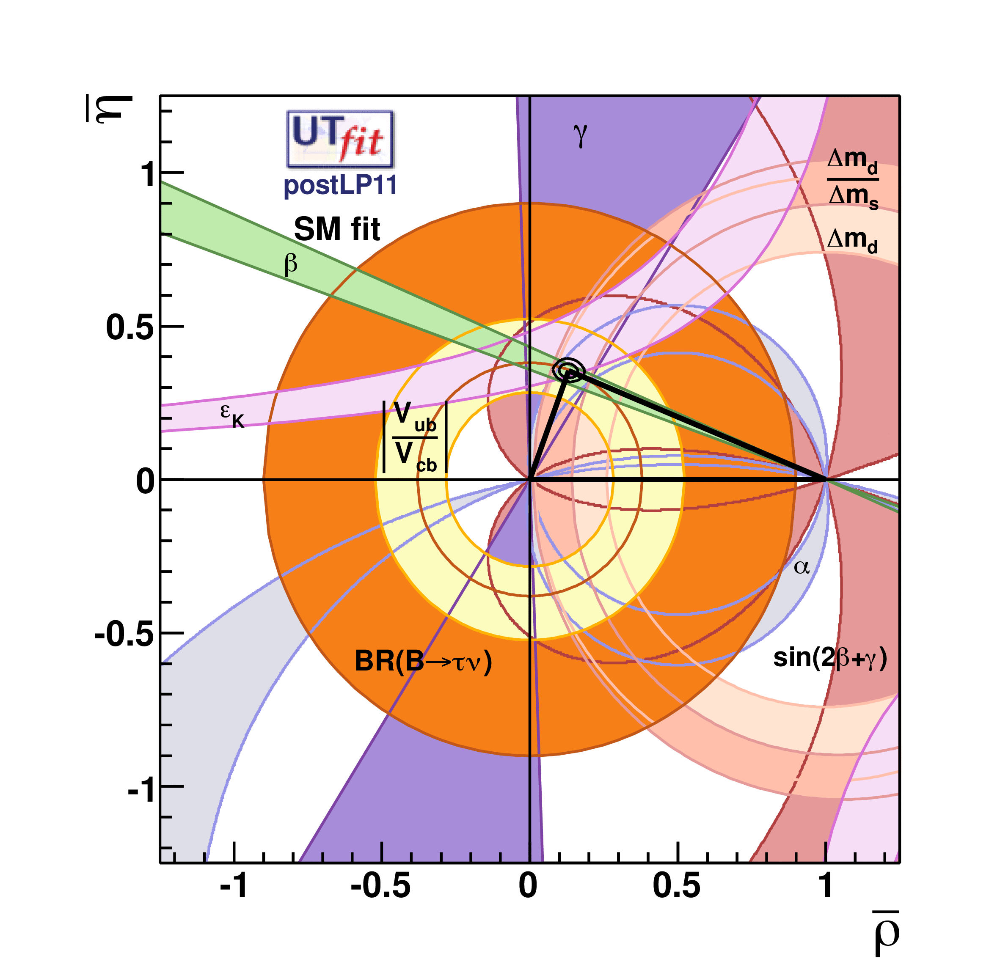 η̅
UTfit
postLP11
SM fit
γ
Δm_d
Δm_s
Δm_d
β
ε_K
|V_ub
V_cb|
α
BR(B→τν)
sin(2β+γ)
1
0.5
0
-0.5
-1
-1
-0.5
0
0.5
1
ρ̅